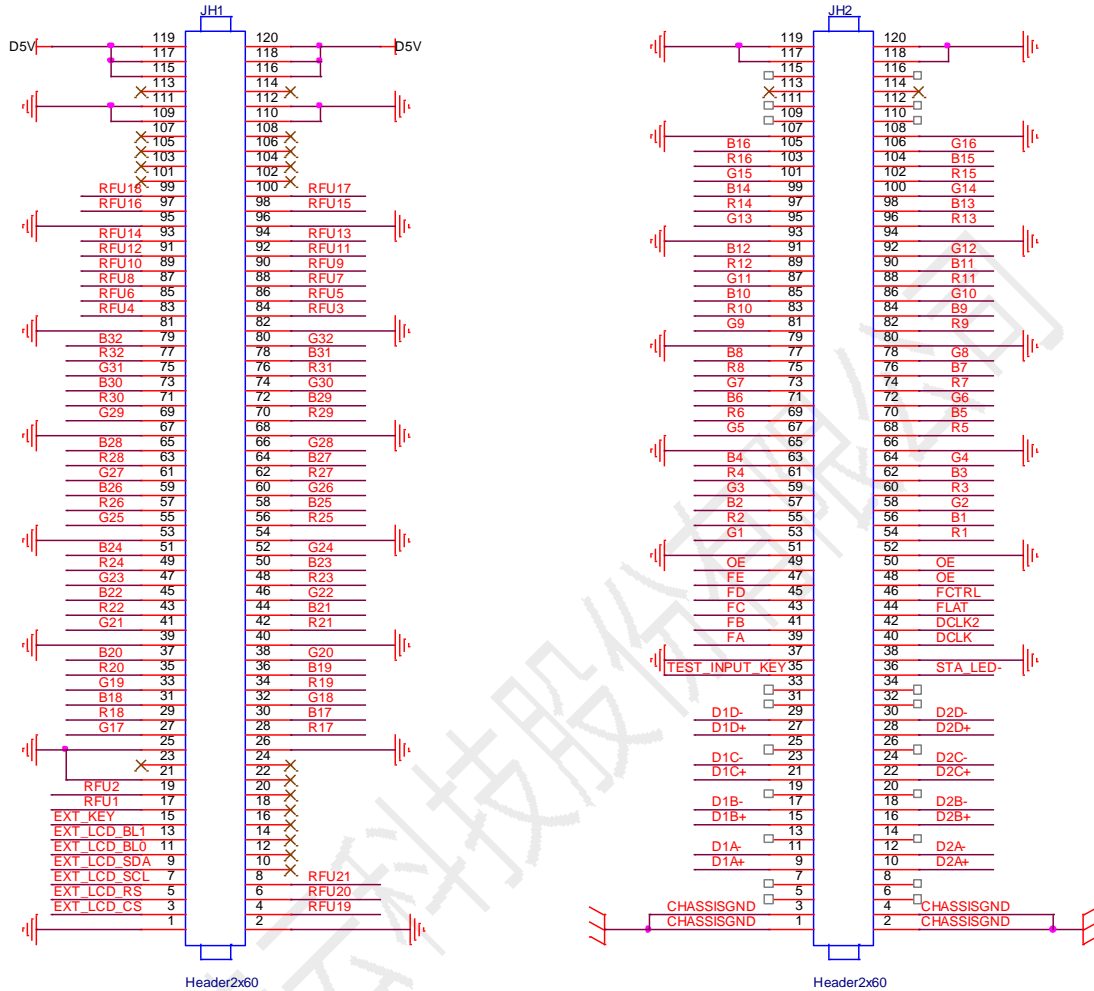 JH1
D5V 119 120 D5V
117 118
115 116
113 114
111 112
109 110
107 108
105 106
103 104
101 102
RFU18 99 100 RFU17
RFU16 97 98 RFU15
95 96
RFU14 93 94 RFU13
RFU12 91 92 RFU11
RFU10 89 90 RFU9
RFU8 87 88 RFU7
RFU6 85 86 RFU5
RFU4 83 84 RFU3
81 82
B32 79 80 G32
R32 77 78 B31
G31 75 76 R31
B30 73 74 G30
R30 71 72 B29
G29 69 70 R29
67 68
B28 65 66 G28
R28 63 64 B27
G27 61 62 R27
B26 59 60 G26
R26 57 58 B25
G25 55 56 R25
53 54
B24 51 52 G24
R24 49 50 B23
G23 47 48 R23
B22 45 46 G22
R22 43 44 B21
G21 41 42 R21
39 40
B20 37 38 G20
R20 35 36 B19
G19 33 34 R19
B18 31 32 G18
R18 29 30 B17
G17 27 28 R17
25 26
23 24
21 22
RFU2 19 20
RFU1 17 18
EXT_KEY 15 16
EXT_LCD_BL1 13 14
EXT_LCD_BL0 11 12
EXT_LCD_SDA 9 10
EXT_LCD_SCL 7 8 RFU21
EXT_LCD_RS 5 6 RFU20
EXT_LCD_CS 3 4 RFU19
1 2
Header2x60
JH2
119 120
117 118
115 116
113 114
111 112
109 110
107 108
B16 105 106 G16
R16 103 104 B15
G15 101 102 R15
B14 99 100 G14
R14 97 98 B13
G13 95 96 R13
93 94
B12 91 92 G12
R12 89 90 B11
G11 87 88 R11
B10 85 86 G10
R10 83 84 B9
G9 81 82 R9
79 80
B8 77 78 G8
R8 75 76 B7
G7 73 74 R7
B6 71 72 G6
R6 69 70 B5
G5 67 68 R5
65 66
B4 63 64 G4
R4 61 62 B3
G3 59 60 R3
B2 57 58 G2
R2 55 56 B1
G1 53 54 R1
51 52
OE 49 50 OE
FE 47 48 OE
FD 45 46 FCTRL
FC 43 44 FLAT
FB 41 42 DCLK2
FA 39 40 DCLK
37 38
TEST_INPUT_KEY 35 36 STA_LED-
33 34
31 32
D1D- 29 30 D2D-
D1D+ 27 28 D2D+
25 26
D1C- 23 24 D2C-
D1C+ 21 22 D2C+
19 20
D1B- 17 18 D2B-
D1B+ 15 16 D2B+
13 14
D1A- 11 12 D2A-
D1A+ 9 10 D2A+
7 8
5 6
CHASSISGND 3 4 CHASSISGND
CHASSISGND 1 2 CHASSISGND
Header2x60
云科技股份有限公司